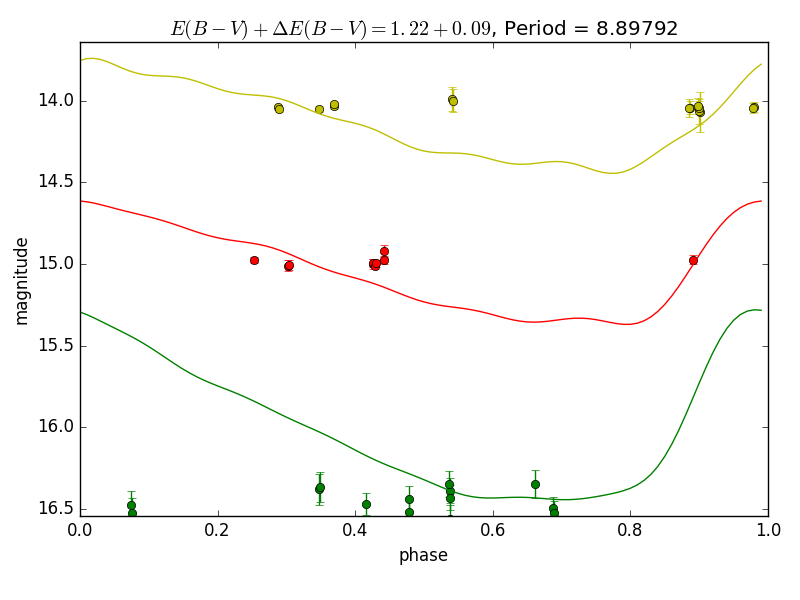 E(B − V) + ΔE(B − V) = 1.22 + 0.09, Period = 8.89792
14.0
14.5
15.0
15.5
16.0
16.5
magnitude
0.0 0.2 0.4 0.6 0.8 1.0
phase